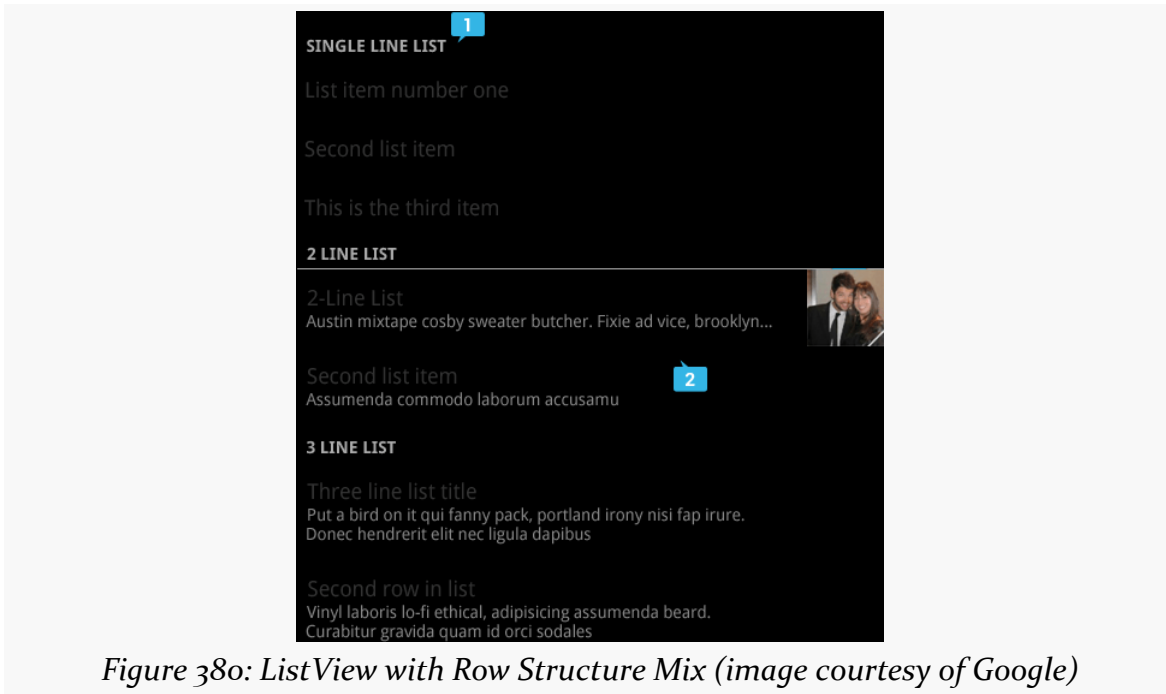 1
SINGLE LINE LIST
List item number one
Second list item
This is the third item
2 LINE LIST
2-Line List
Austin mixtape cosby sweater butcher. Fixie ad vice, brooklyn...
Second list item
2
Assumenda commodo laborum accusamu
3 LINE LIST
Three line list title
Put a bird on it qui fanny pack, portland irony nisi fap irure.
Donec hendrerit elit nec ligula dapibus
Second row in list
Vinyl laboris lo-fi ethical, adipisicing assumenda beard.
Curabitur gravida quam id orci sodales
Figure 380: ListView with Row Structure Mix (image courtesy of Google)